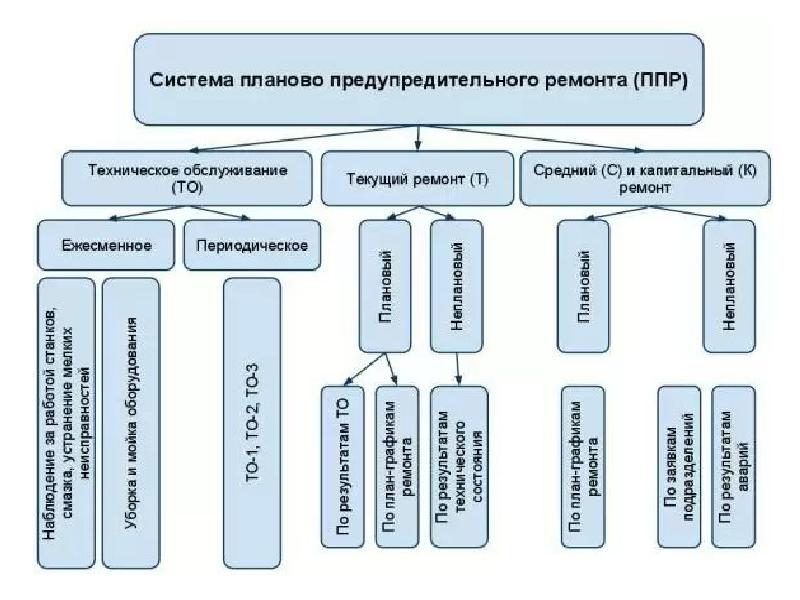 Система планово предупредительного ремонта (ППР)
Техническое обслуживание
(ТО)
Текущий ремонт (Т)
Средний (С) и капитальный (К)
ремонт
Ежесменное
Периодическое
Плановый
Неплановый
Плановый
Неплановый
Наблюдение за работой станков,
смазка, устранение мелких
неисправностей
Уборка и мойка оборудования
ТО-1, ТО-2, ТО-3
По результатам ТО
По план-графикам
ремонта
По результатам
технического
состояния
По план-графикам
ремонта
По заявкам
подразделений
По результатам
аварий